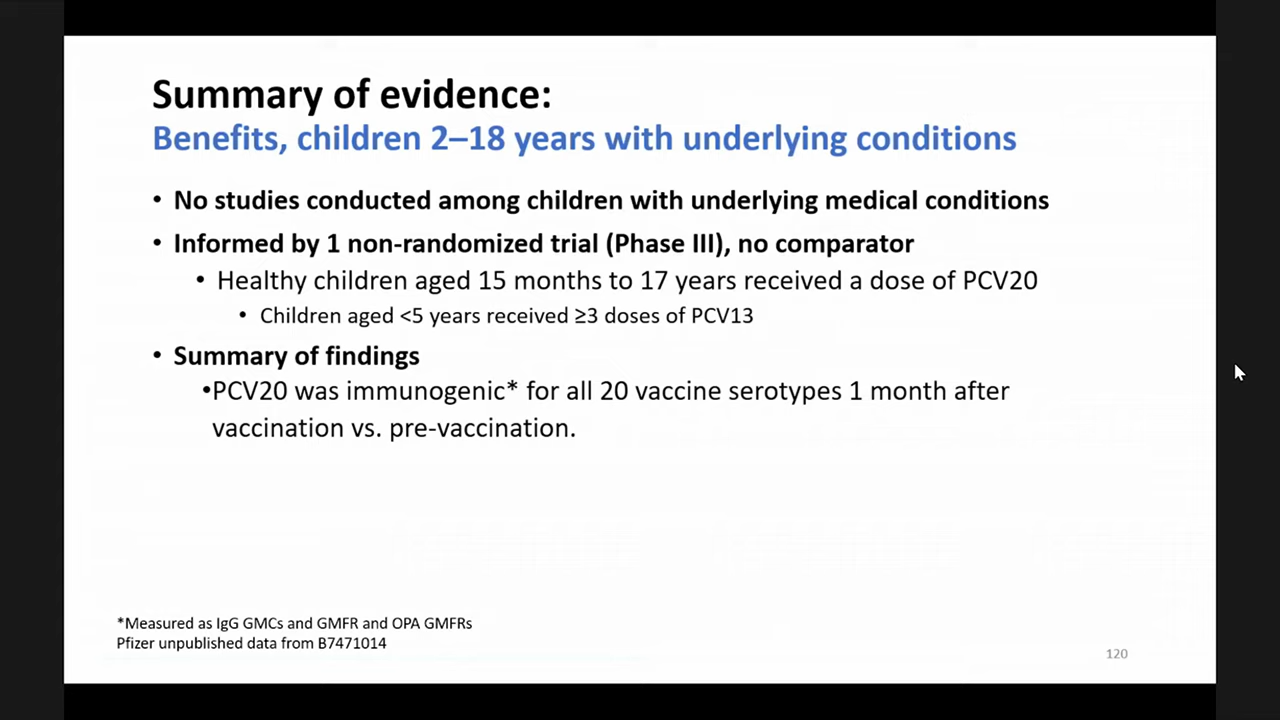 Summary of evidence:
Benefits, children 2–18 years with underlying conditions
• No studies conducted among children with underlying medical conditions
• Informed by 1 non-randomized trial (Phase III), no comparator
• Healthy children aged 15 months to 17 years received a dose of PCV20
• Children aged <5 years received ≥3 doses of PCV13
• Summary of findings
•PCV20 was immunogenic* for all 20 vaccine serotypes 1 month after
vaccination vs. pre-vaccination.
*Measured as IgG GMCs and GMFR and OPA GMFRs
Pfizer unpublished data from B7471014
120